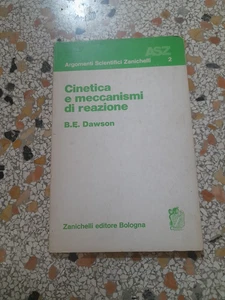 ASZ
Argomenti Scientifici Zanichelli 2
Cinetica
e meccanismi
di reazione
B.E. Dawson
Zanichelli editore Bologna